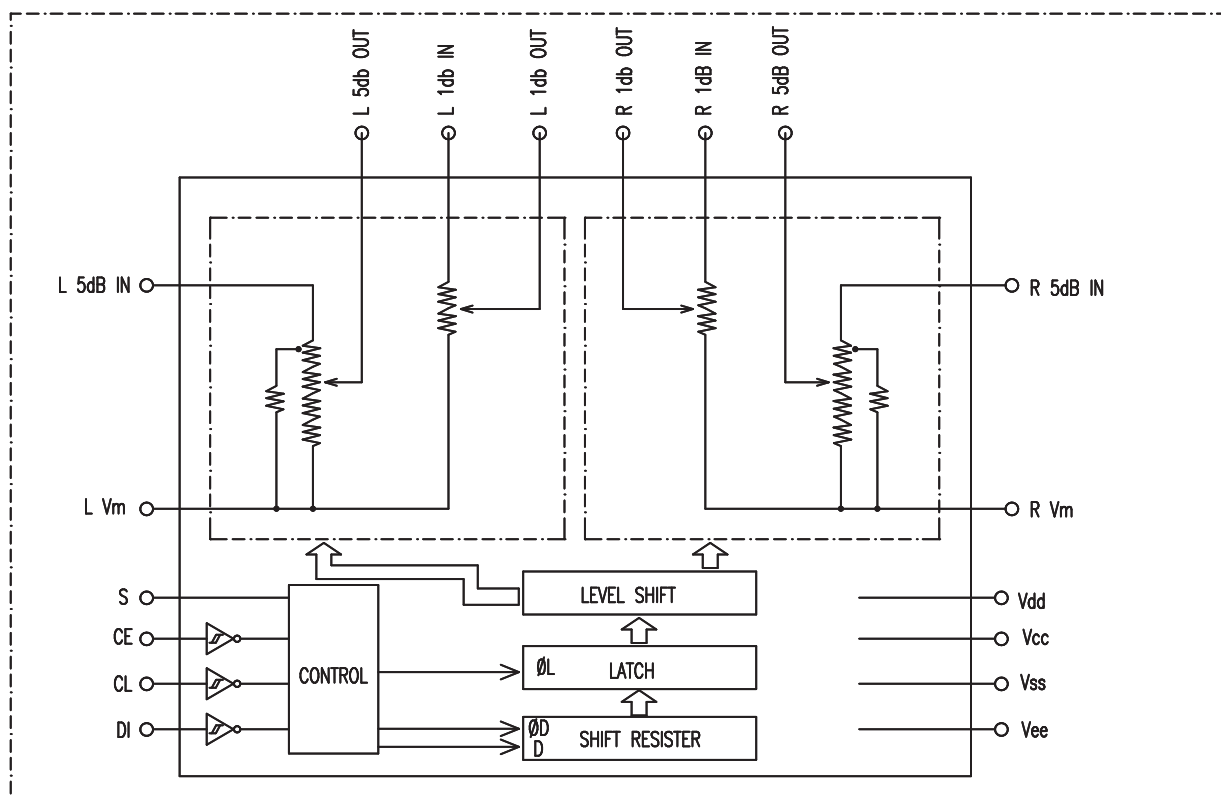 L 5db OUT
L 1db IN
L 1db OUT
R 1db OUT
R 1dB IN
R 5dB OUT
L 5dB IN
R 5dB IN
L Vm
R Vm
S
LEVEL SHIFT
Vdd
CE
Vcc
CONTROL
ØL
LATCH
CL
Vss
DI
ØD
D
SHIFT RESISTER
Vee